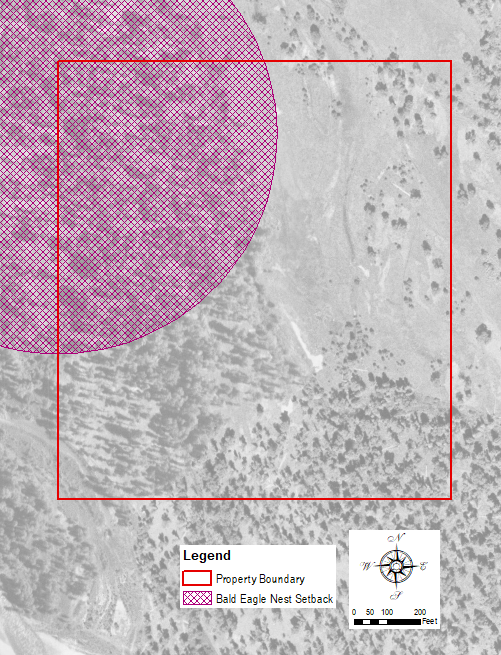 Legend
Property Boundary
Bald Eagle Nest Setback
N
W E
S
0 50 100 200
Feet